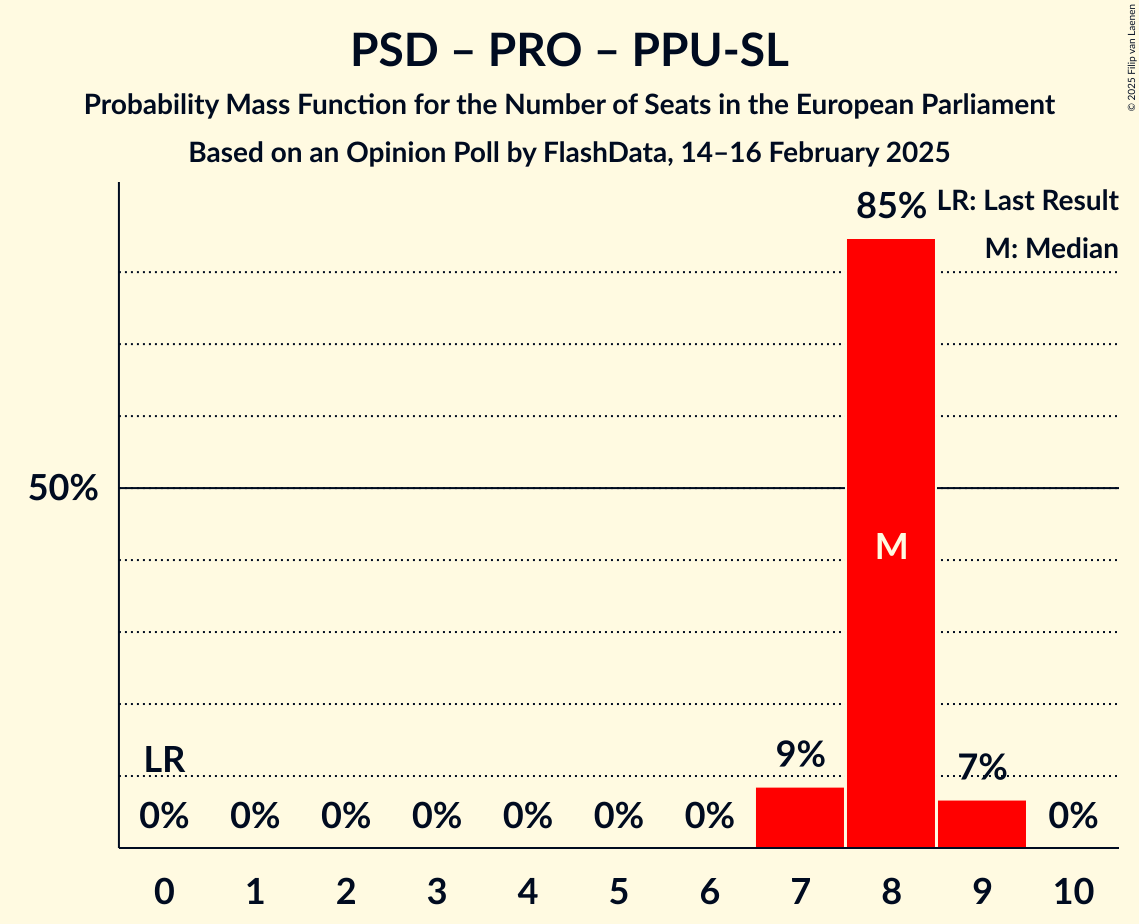 PSD – PRO – PPU-SL
Probability Mass Function for the Number of Seats in the European Parliament
Based on an Opinion Poll by FlashData, 14–16 February 2025
© 2025 Filip van Laenen
LR: Last Result
M: Median
85%
50%
M
LR
9%
7%
0% 0% 0% 0% 0% 0% 0% 0%
0 1 2 3 4 5 6 7 8 9 10